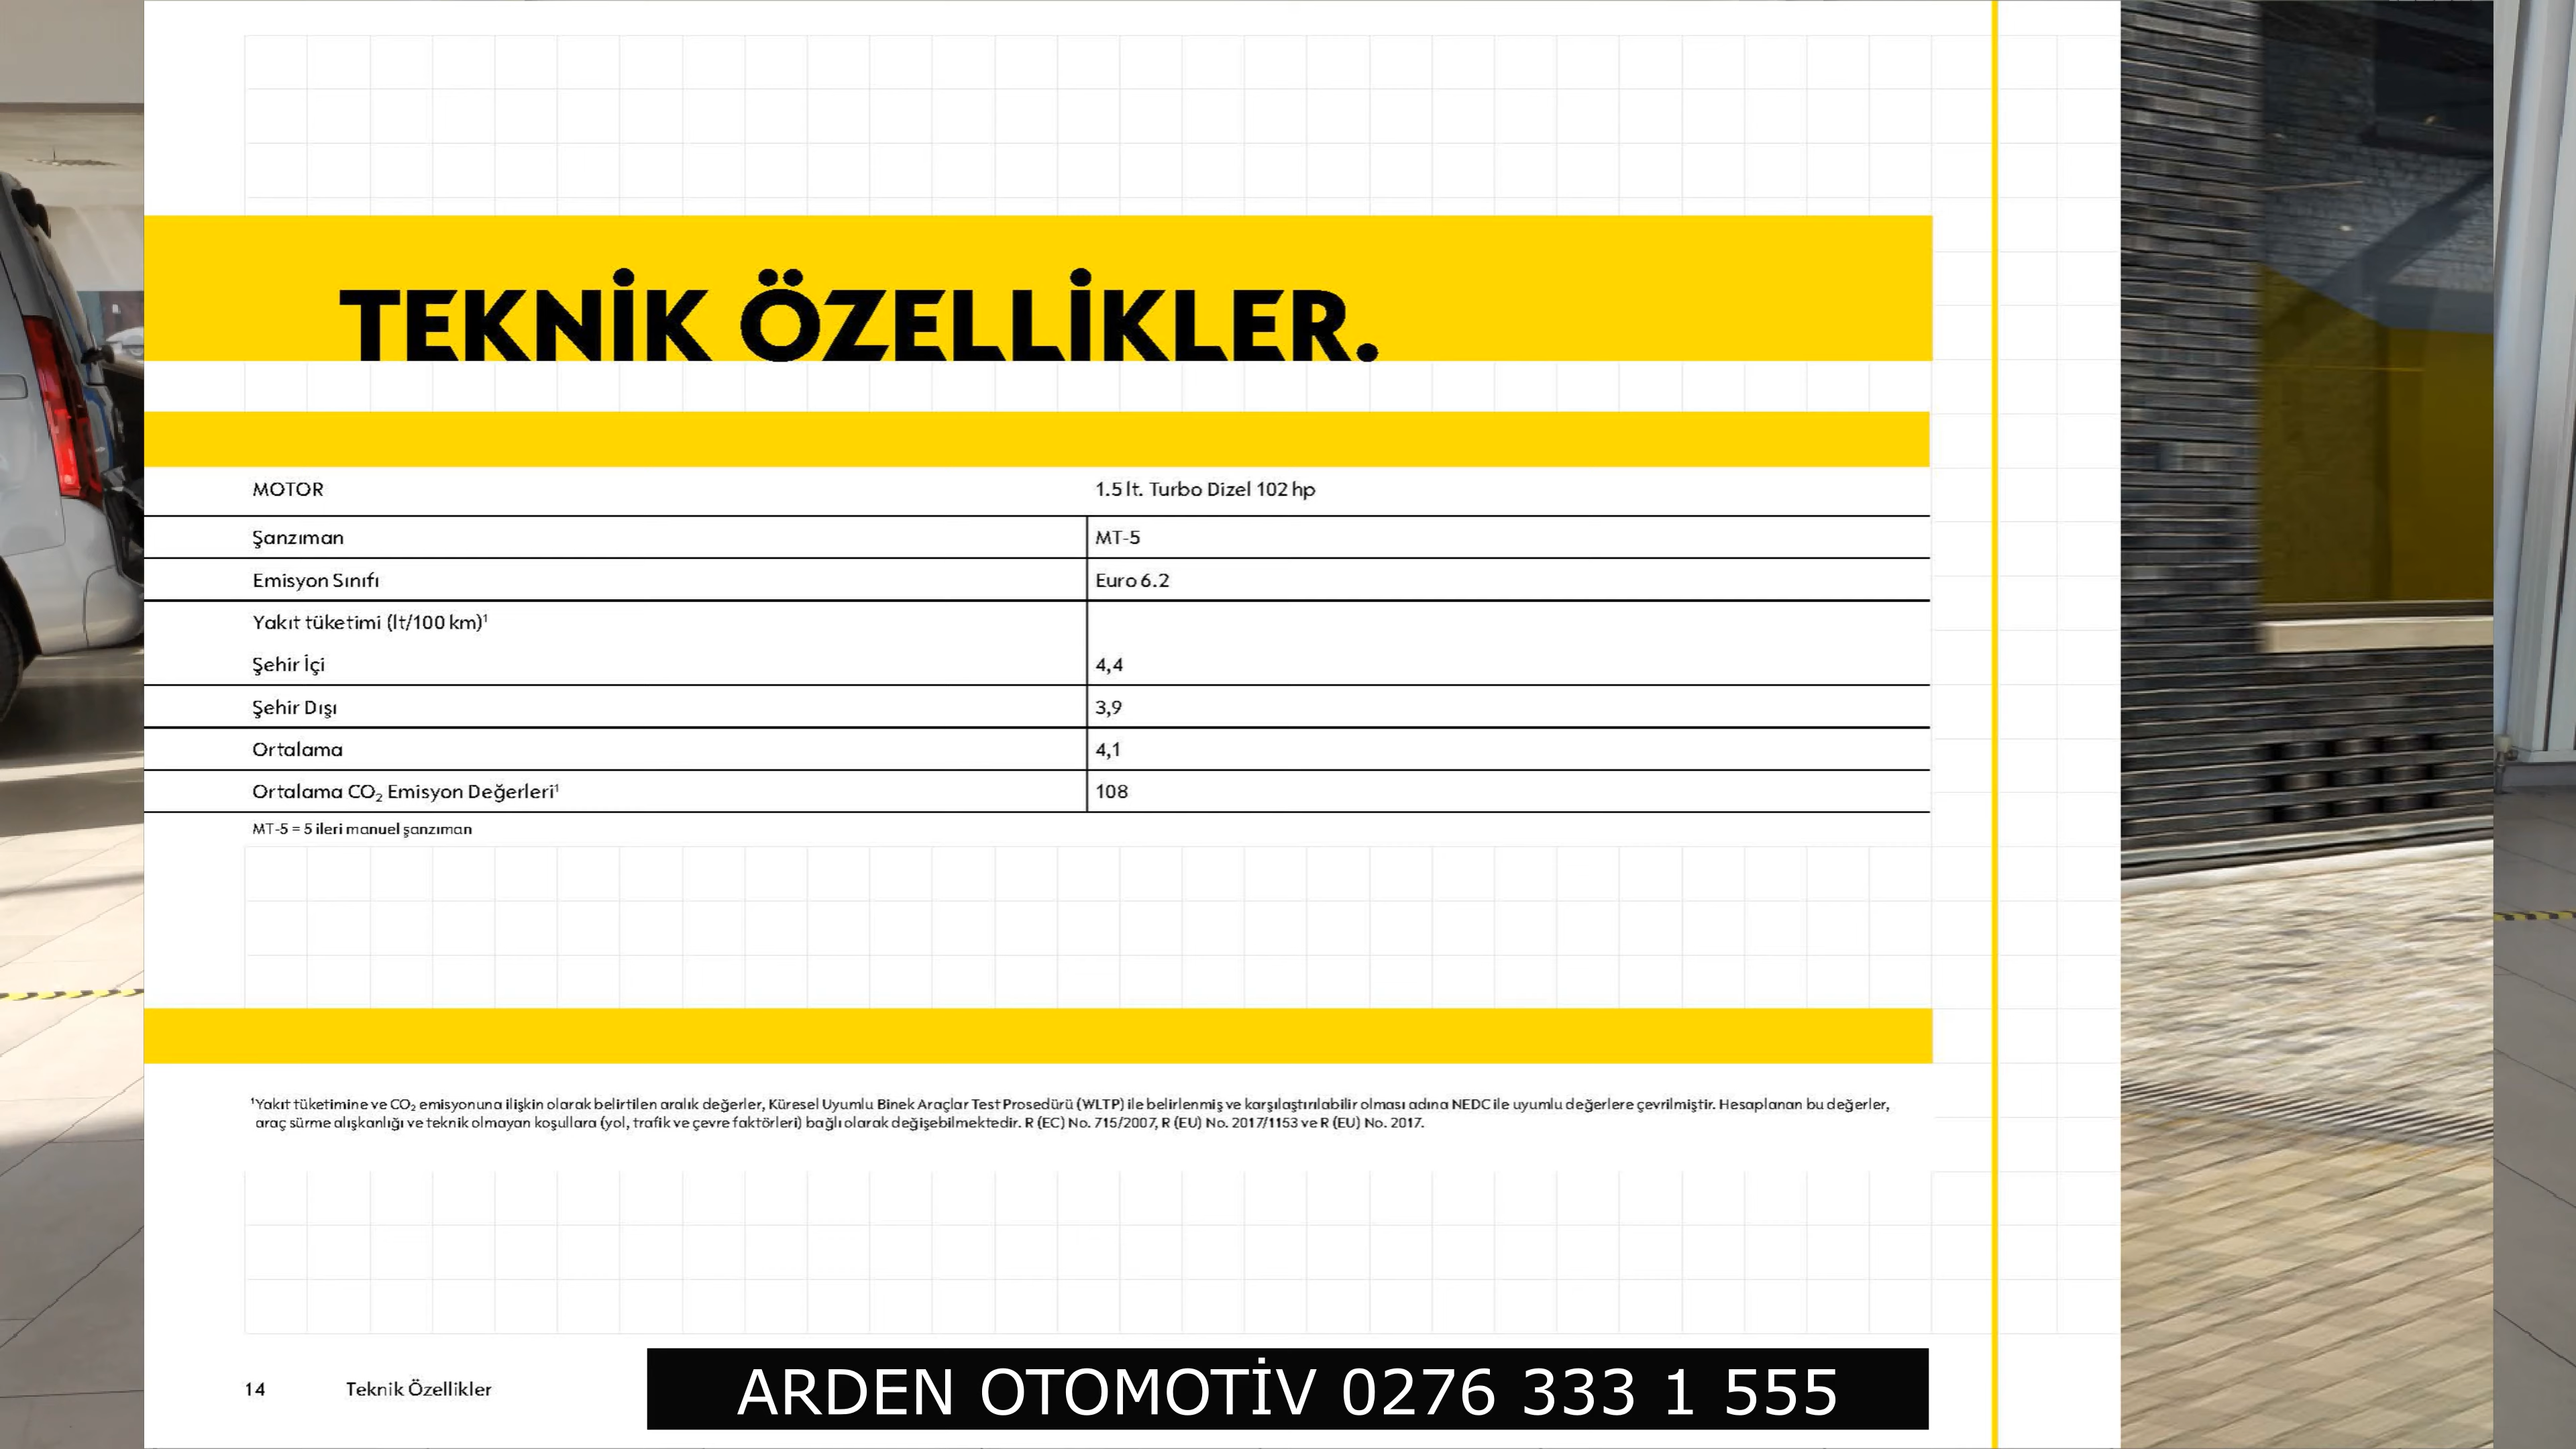 TEKNİK ÖZELLİKLER.
MOTOR 1.5 lt. Turbo Dizel 102 hp
Şanzıman MT-5
Emisyon Sınıfı Euro 6.2
Yakıt tüketimi (lt/100 km)¹
Şehir İçi 4,4
Şehir Dışı 3,9
Ortalama 4,1
Ortalama CO₂ Emisyon Değerleri¹ 108
MT-5 = 5 ileri manuel şanzıman
¹Yakıt tüketimine ve CO₂ emisyonuna ilişkin olarak belirtilen aralık değerler, Küresel Uyumlu Binek Araçlar Test Prosedürü (WLTP) ile belirlenmiş ve karşılaştırılabilir olması adına NEDC ile uyumlu değerlere çevrilmiştir. Hesaplanan bu değerler,
araç sürme alışkanlığı ve teknik olmayan koşullara (yol, trafik ve çevre faktörleri) bağlı olarak değişebilmektedir. R (EC) No. 715/2007, R (EU) No. 2017/1153 ve R (EU) No. 2017.
14 Teknik Özellikler
ARDEN OTOMOTİV 0276 333 1 555